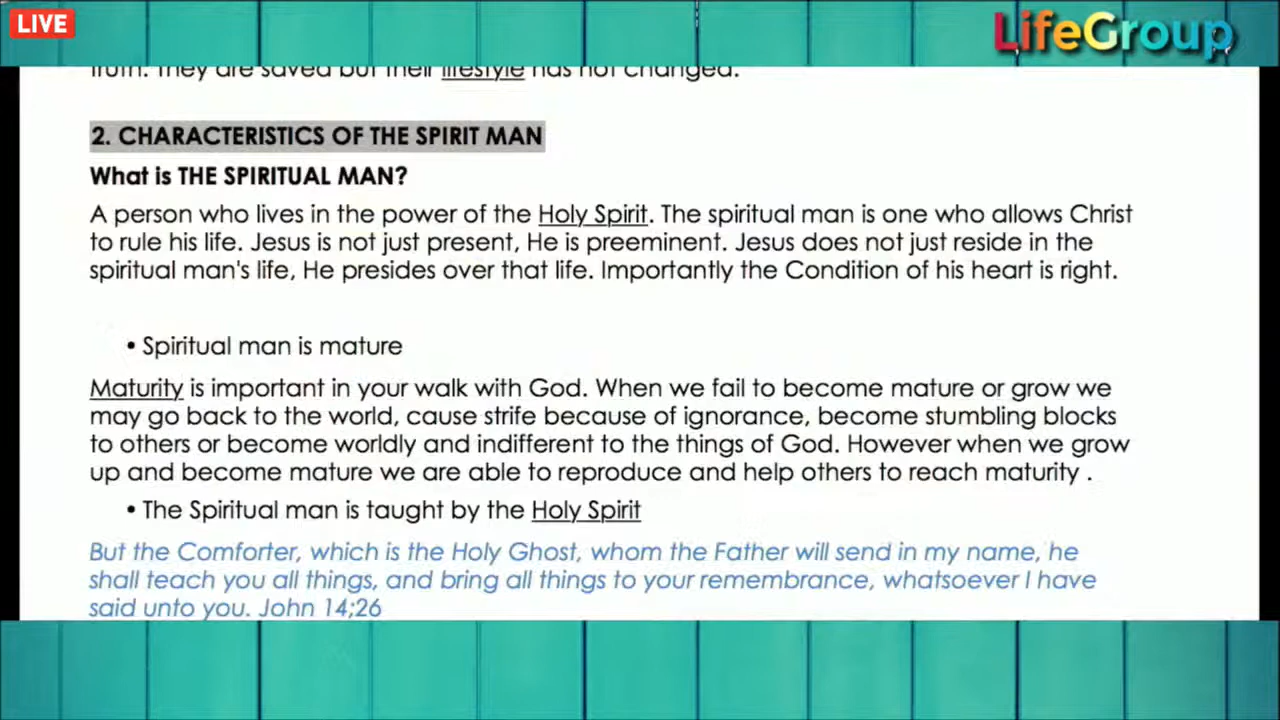 LIVE
LifeGroup
truth. They are saved but their lifestyle has not changed.
2. CHARACTERISTICS OF THE SPIRIT MAN
What is THE SPIRITUAL MAN?
A person who lives in the power of the Holy Spirit. The spiritual man is one who allows Christ
to rule his life. Jesus is not just present, He is preeminent. Jesus does not just reside in the
spiritual man's life, He presides over that life. Importantly the Condition of his heart is right.
• Spiritual man is mature
Maturity is important in your walk with God. When we fail to become mature or grow we
may go back to the world, cause strife because of ignorance, become stumbling blocks
to others or become worldly and indifferent to the things of God. However when we grow
up and become mature we are able to reproduce and help others to reach maturity .
• The Spiritual man is taught by the Holy Spirit
But the Comforter, which is the Holy Ghost, whom the Father will send in my name, he
shall teach you all things, and bring all things to your remembrance, whatsoever I have
said unto you. John 14;26